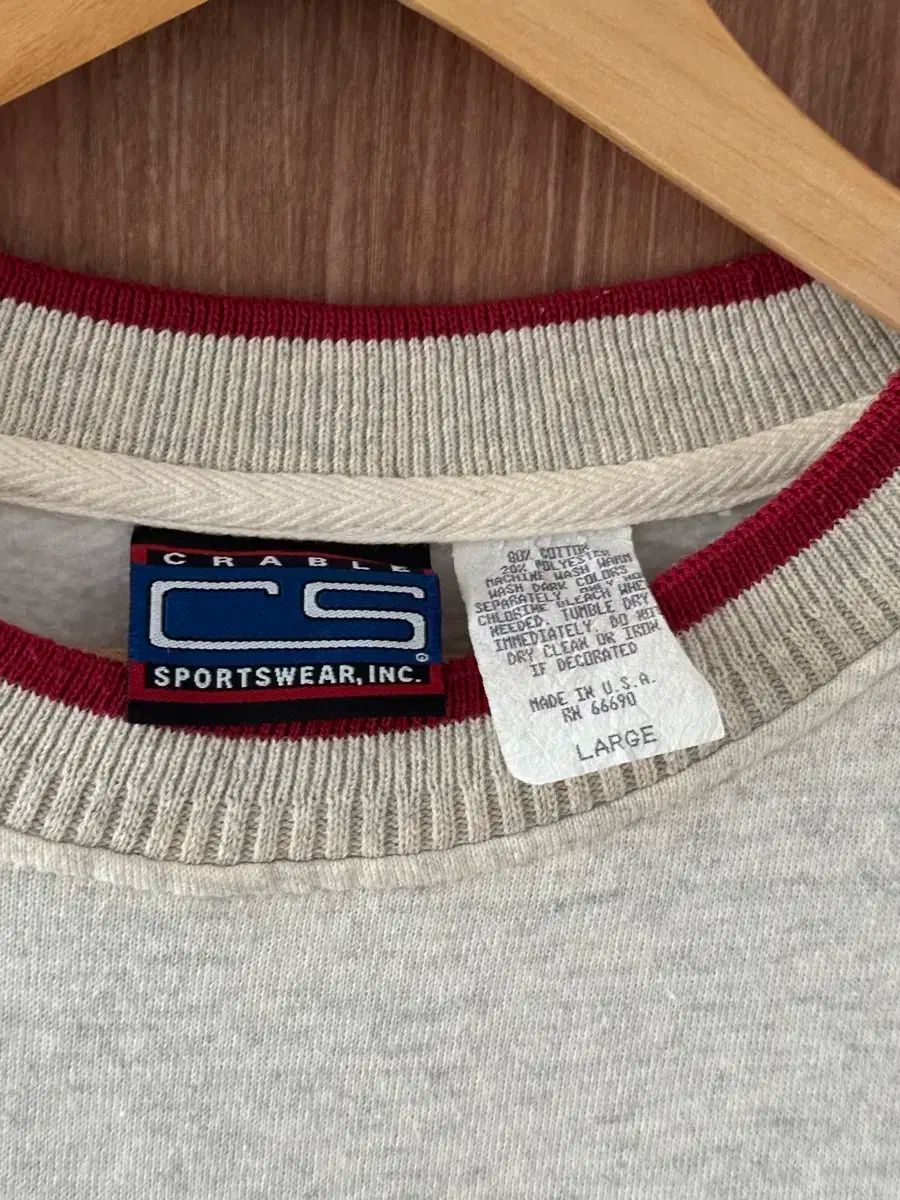 CRABLE
CS
®
SPORTSWEAR, INC.
80% COTTON
20% POLYESTER
MACHINE WASH WARM
WASH DARK COLORS
SEPARATELY. ONLY NON
CHLORINE BLEACH WHEN
NEEDED. TUMBLE DRY
IMMEDIATELY. DO NOT
DRY CLEAN OR IRON
IF DECORATED
MADE IN U.S.A.
RN 66690
LARGE